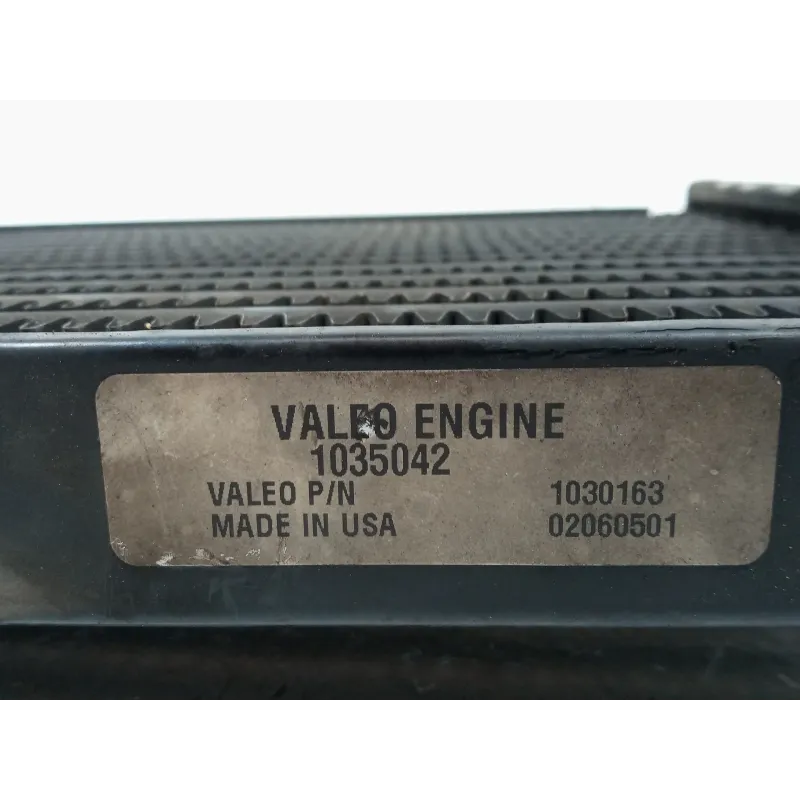 VALEO ENGINE
1035042
VALEO P/N 1030163
MADE IN USA 02060501